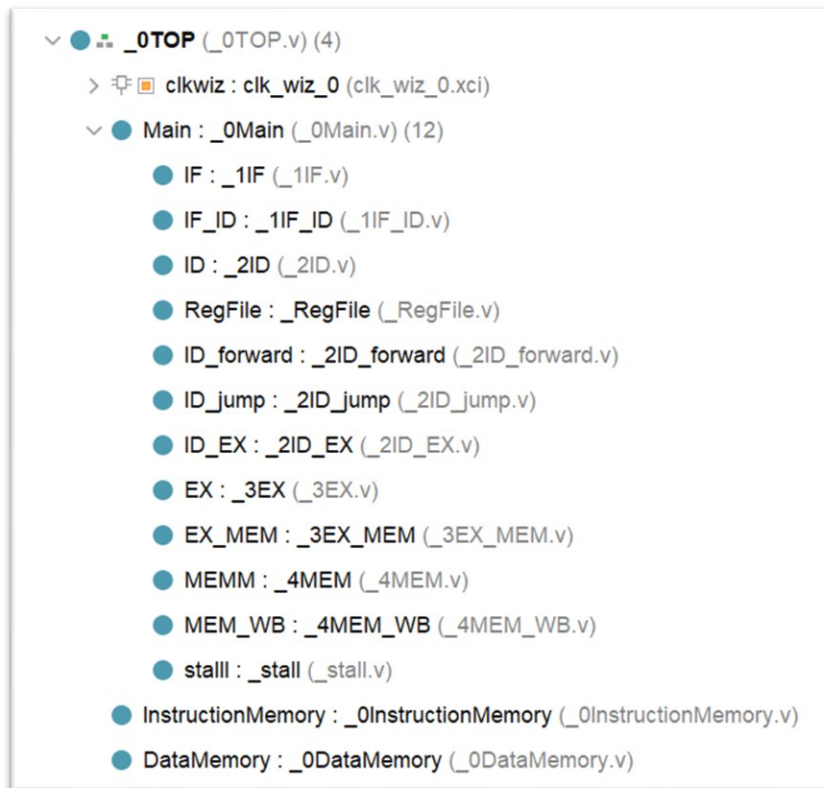 _0TOP (_0TOP.v) (4)
clkwiz : clk_wiz_0 (clk_wiz_0.xci)
Main : _0Main (_0Main.v) (12)
IF : _1IF (_1IF.v)
IF_ID : _1IF_ID (_1IF_ID.v)
ID : _2ID (_2ID.v)
RegFile : _RegFile (_RegFile.v)
ID_forward : _2ID_forward (_2ID_forward.v)
ID_jump : _2ID_jump (_2ID_jump.v)
ID_EX : _2ID_EX (_2ID_EX.v)
EX : _3EX (_3EX.v)
EX_MEM : _3EX_MEM (_3EX_MEM.v)
MEMM : _4MEM (_4MEM.v)
MEM_WB : _4MEM_WB (_4MEM_WB.v)
stalll : _stall (_stall.v)
InstructionMemory : _0InstructionMemory (_0InstructionMemory.v)
DataMemory : _0DataMemory (_0DataMemory.v)